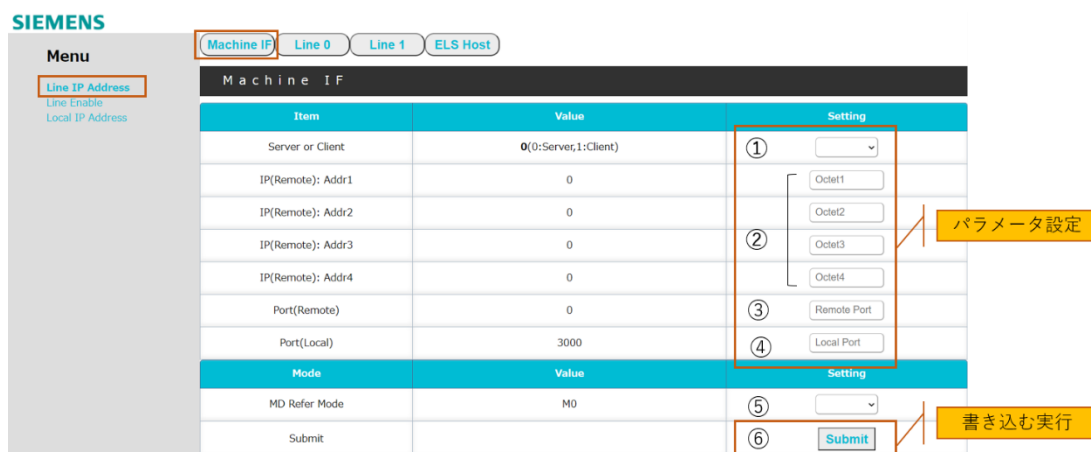 SIEMENS
Menu
Line IP Address
Line Enable
Local IP Address
Machine IF Line 0 Line 1 ELS Host
Machine IF
Item Value Setting
Server or Client 0(0:Server,1:Client) ①
IP(Remote): Addr1 0 Octet1
IP(Remote): Addr2 0 Octet2
パラメータ設定
IP(Remote): Addr3 0 ② Octet3
IP(Remote): Addr4 0 Octet4
Port(Remote) 0 ③ Remote Port
Port(Local) 3000 ④ Local Port
Mode Value Setting
MD Refer Mode M0 ⑤
書き込む実行
Submit ⑥ Submit